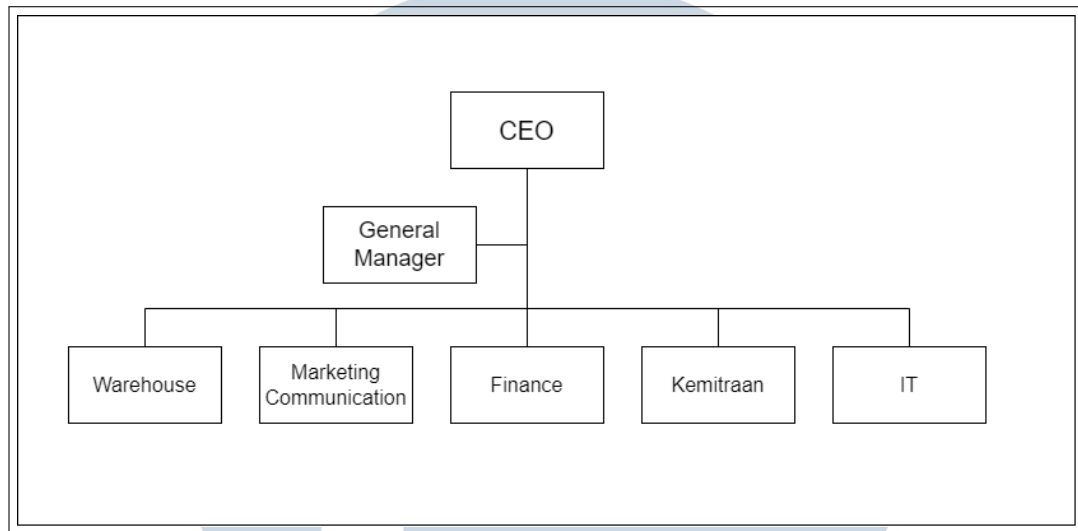 CEO
General
Manager
Warehouse
Marketing
Communication
Finance
Kemitraan
IT